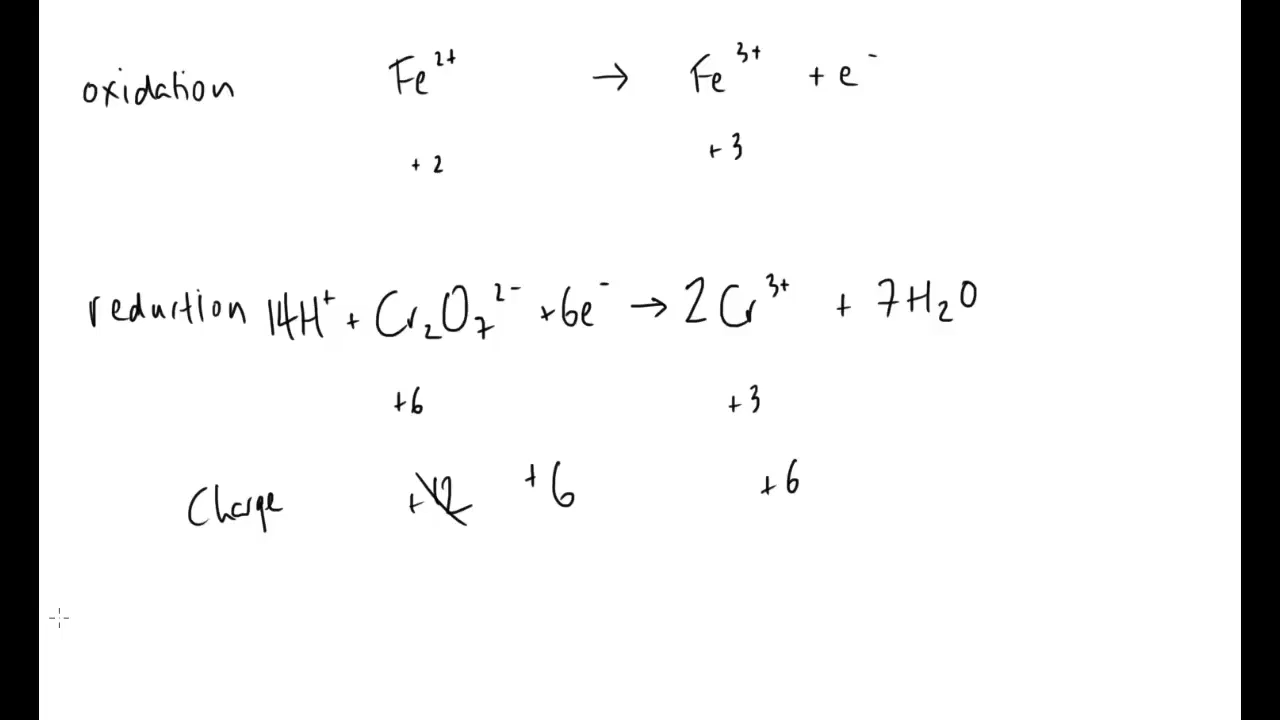 oxidation Fe²⁺ → Fe³⁺ + e⁻
+2 +3
reduction 14H⁺ + Cr₂O₇²⁻ +6e⁻ → 2Cr³⁺ + 7H₂O
+6 +3
Charge +12 +6 +6